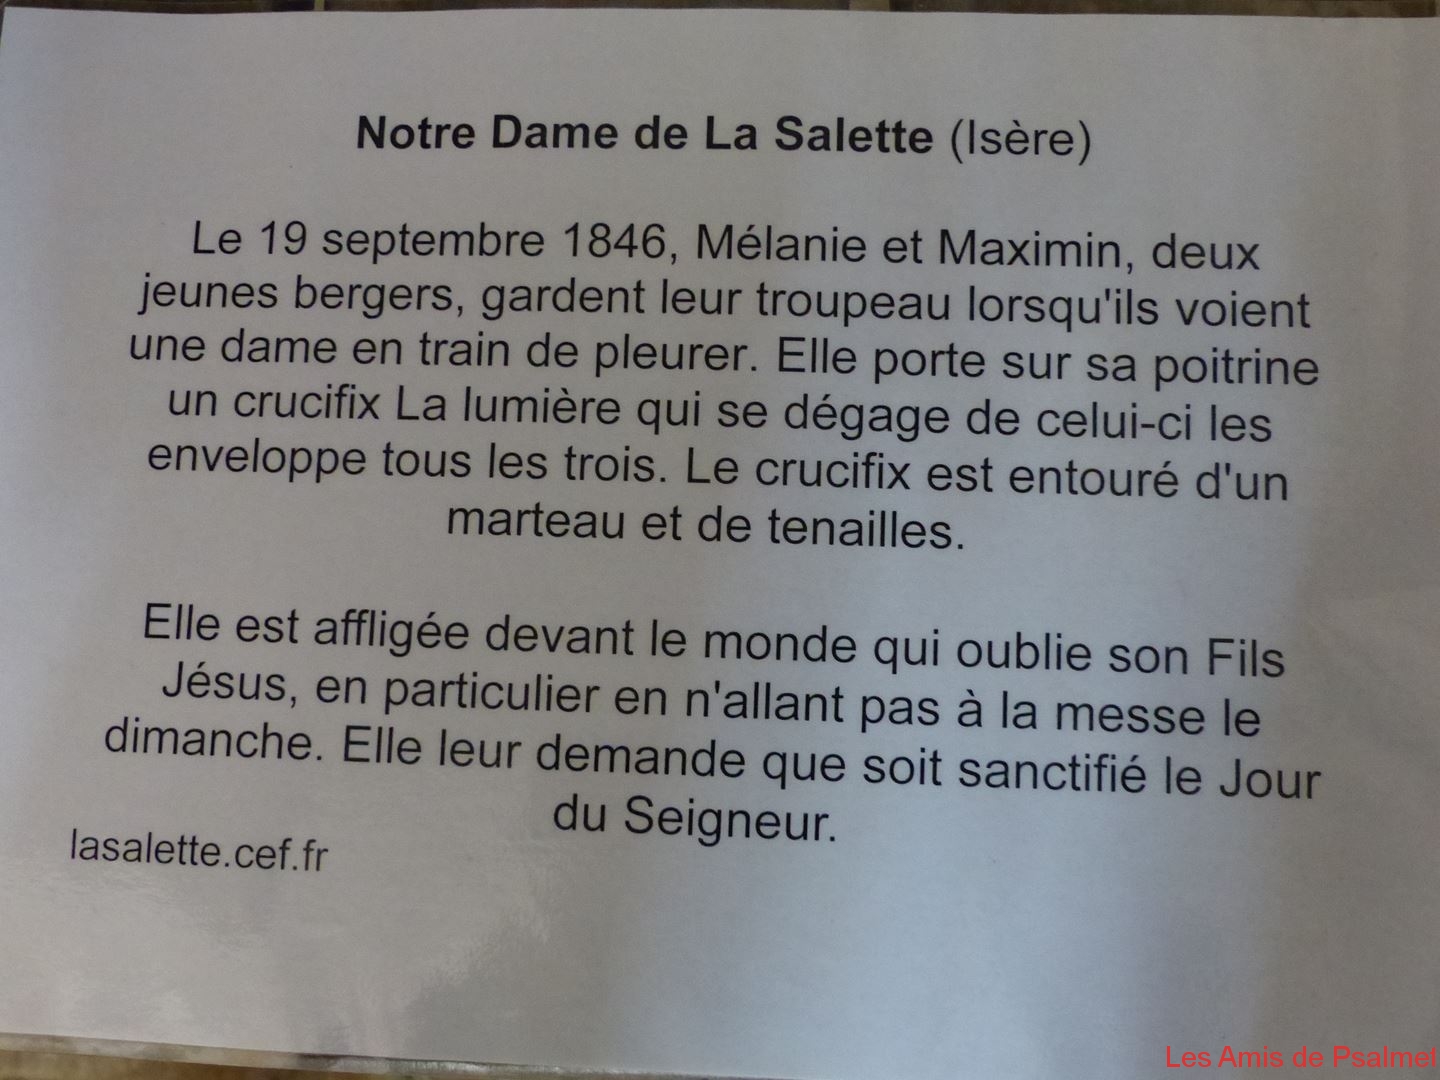 Notre Dame de La Salette (Isère)
Le 19 septembre 1846, Mélanie et Maximin, deux
jeunes bergers, gardent leur troupeau lorsqu'ils voient
une dame en train de pleurer. Elle porte sur sa poitrine
un crucifix La lumière qui se dégage de celui-ci les
enveloppe tous les trois. Le crucifix est entouré d'un
marteau et de tenailles.
Elle est affligée devant le monde qui oublie son Fils
Jésus, en particulier en n'allant pas à la messe le
dimanche. Elle leur demande que soit sanctifié le Jour
du Seigneur.
lasalette.cef.fr
Les Amis de Psalmet